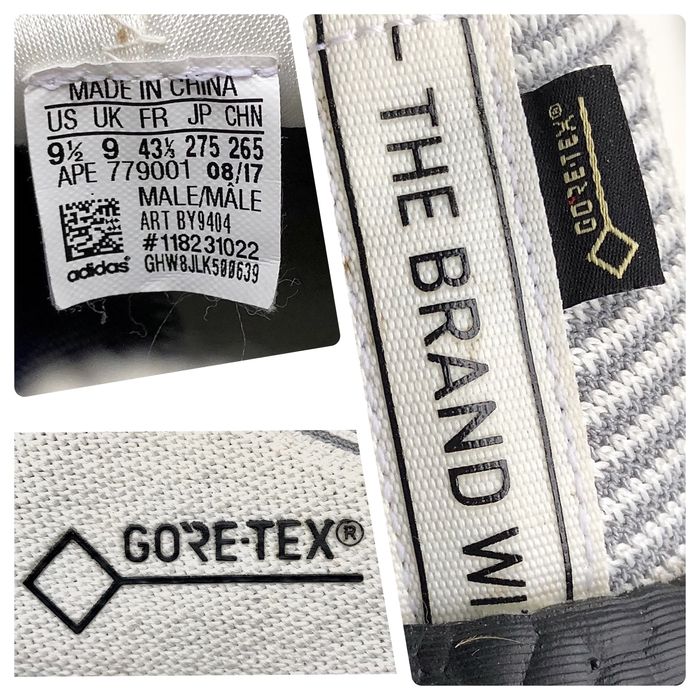 MADE IN CHINA
US UK FR JP CHN
9½ 9 43⅓ 275 265
APE 779001 08/17
MALE/MÂLE
ART BY9404
#118231022
adidas® GHW8JLK500639
- THE BRAND WI
GORE-TEX®
GORE-TEX®